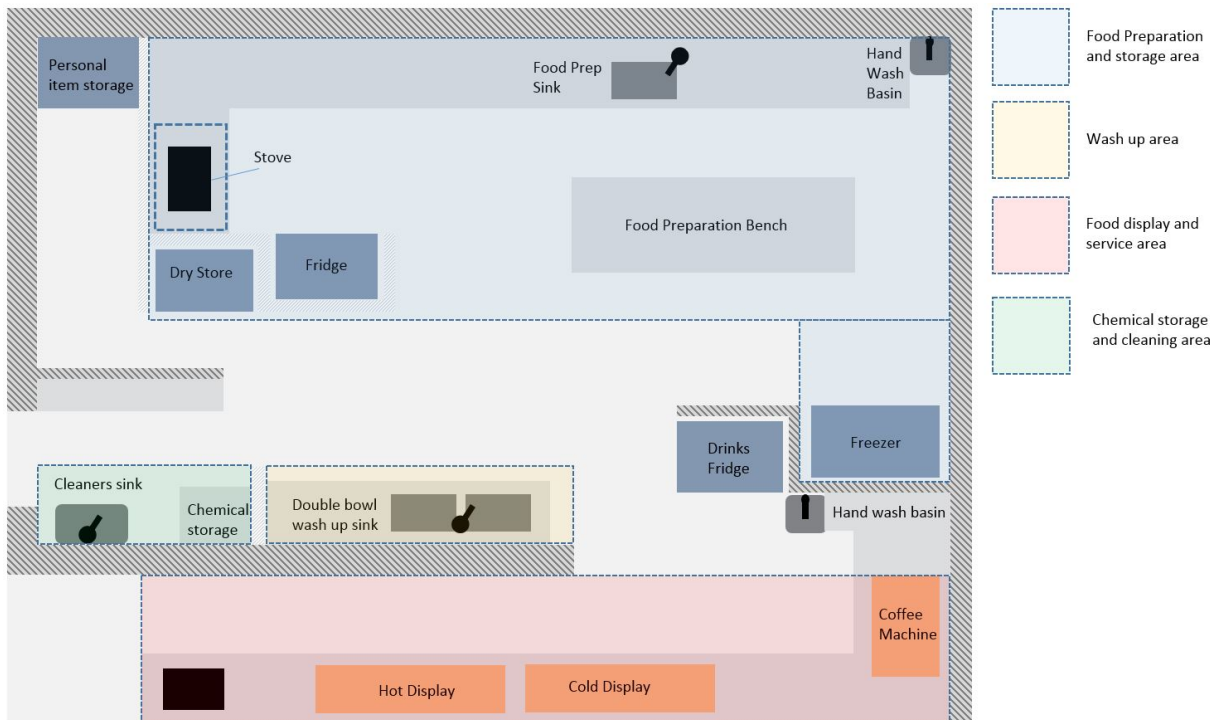 Personal
item storage
Food Prep
Sink
Hand
Wash
Basin
Stove
Food Preparation Bench
Dry Store
Fridge
Drinks
Fridge
Freezer
Cleaners sink
Chemical
storage
Double bowl
wash up sink
Hand wash basin
Coffee
Machine
Hot Display
Cold Display
Food Preparation
and storage area
Wash up area
Food display and
service area
Chemical storage
and cleaning area